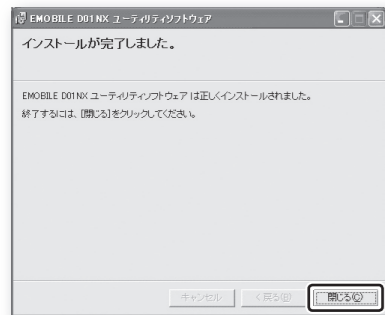 EMOBILE D01NX ユーティリティソフトウェア
インストールが完了しました。
EMOBILE D01NX ユーティリティソフトウェア は正しくインストールされました。
終了するには、[閉じる]をクリックしてください。
キャンセル
< 戻る(B)
閉じる(C)